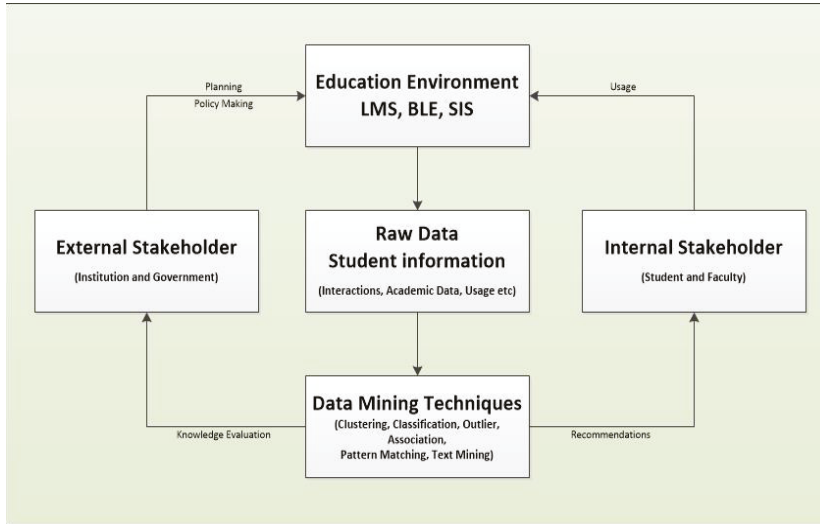 Planning
Policy Making
Education Environment
LMS, BLE, SIS
Usage
External Stakeholder
(Institution and Government)
Raw Data
Student information
(Interactions, Academic Data, Usage etc)
Internal Stakeholder
(Student and Faculty)
Data Mining Techniques
(Clustering, Classification, Outlier,
Association,
Pattern Matching, Text Mining)
Knowledge Evaluation
Recommendations